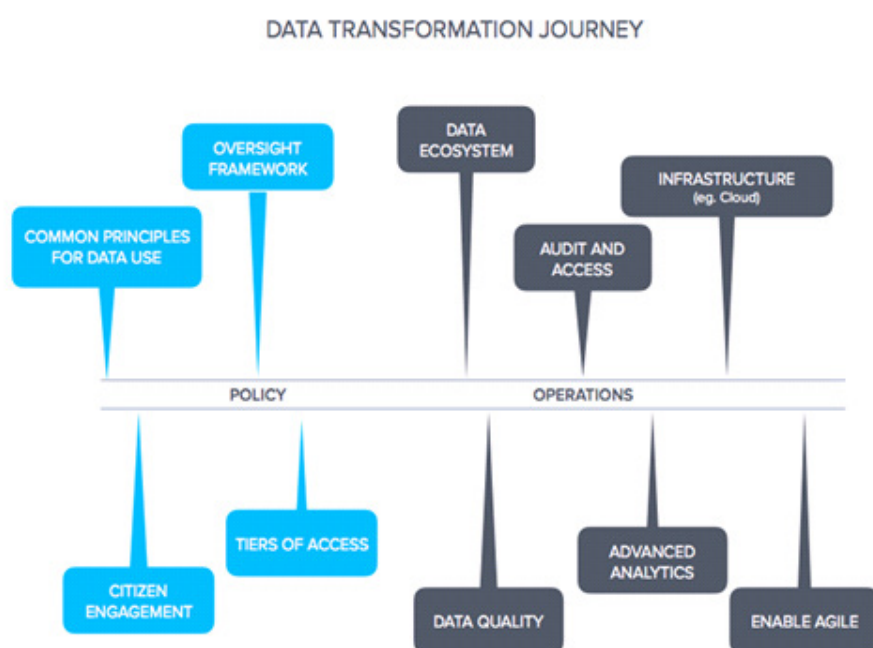 DATA TRANSFORMATION JOURNEY
OVERSIGHT
FRAMEWORK
DATA
ECOSYSTEM
INFRASTRUCTURE
(eg. Cloud)
COMMON PRINCIPLES
FOR DATA USE
AUDIT AND
ACCESS
POLICY
OPERATIONS
TIERS OF ACCESS
ADVANCED
ANALYTICS
CITIZEN
ENGAGEMENT
DATA QUALITY
ENABLE AGILE